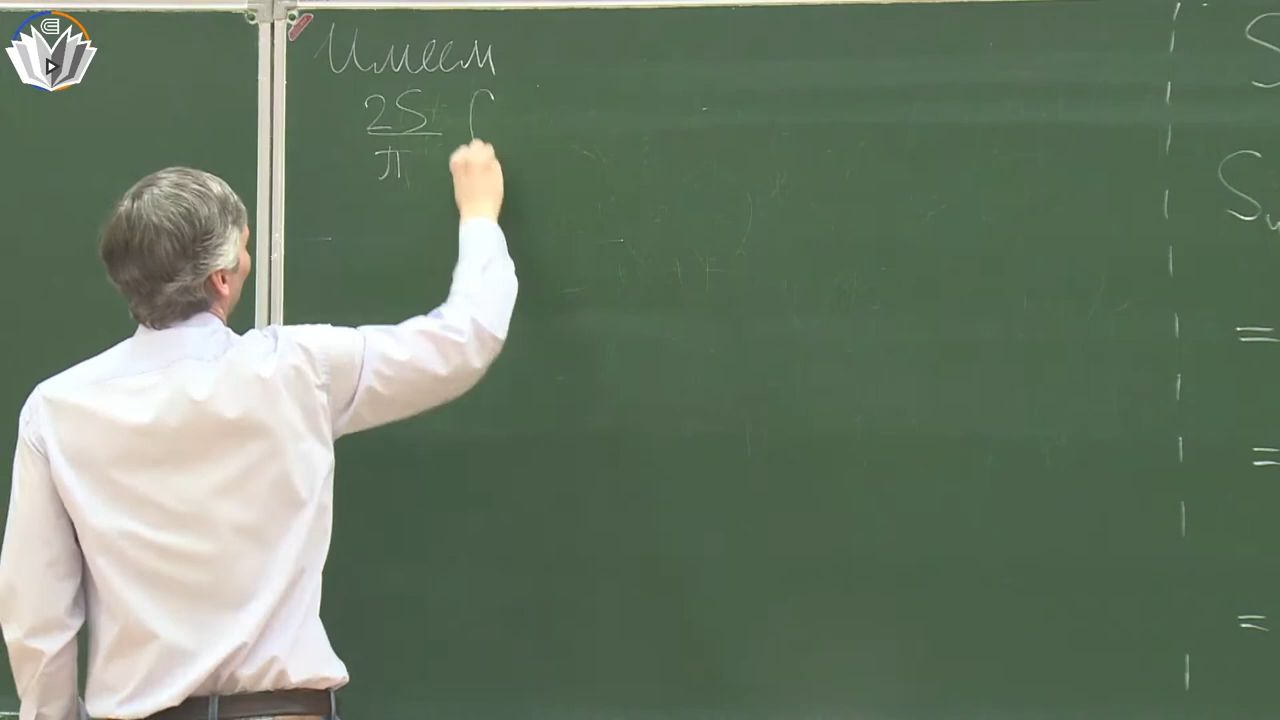 Имеем
2S ∫
π
S
S
=
=
=